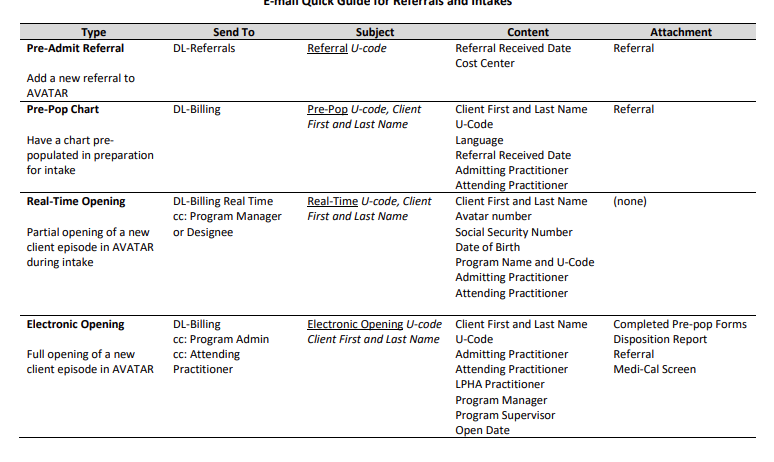 E-mail Quick Guide for Referrals and Intakes
Type Send To Subject Content Attachment
Pre-Admit Referral DL-Referrals Referral U-code Referral Received Date Referral
Cost Center
Add a new referral to
AVATAR
Pre-Pop Chart DL-Billing Pre-Pop U-code, Client Client First and Last Name Referral
First and Last Name U-Code
Have a chart pre- Language
populated in preparation Referral Received Date
for intake Admitting Practitioner
Attending Practitioner
Real-Time Opening DL-Billing Real Time Real-Time U-code, Client Client First and Last Name (none)
cc: Program Manager First and Last Name Avatar number
Partial opening of a new or Designee Social Security Number
client episode in AVATAR Date of Birth
during intake Program Name and U-Code
Admitting Practitioner
Attending Practitioner
Electronic Opening DL-Billing Electronic Opening U-code Client First and Last Name Completed Pre-pop Forms
cc: Program Admin Client First and Last Name U-Code Disposition Report
Full opening of a new cc: Attending Admitting Practitioner Referral
client episode in AVATAR Practitioner Attending Practitioner Medi-Cal Screen
LPHA Practitioner
Program Manager
Program Supervisor
Open Date